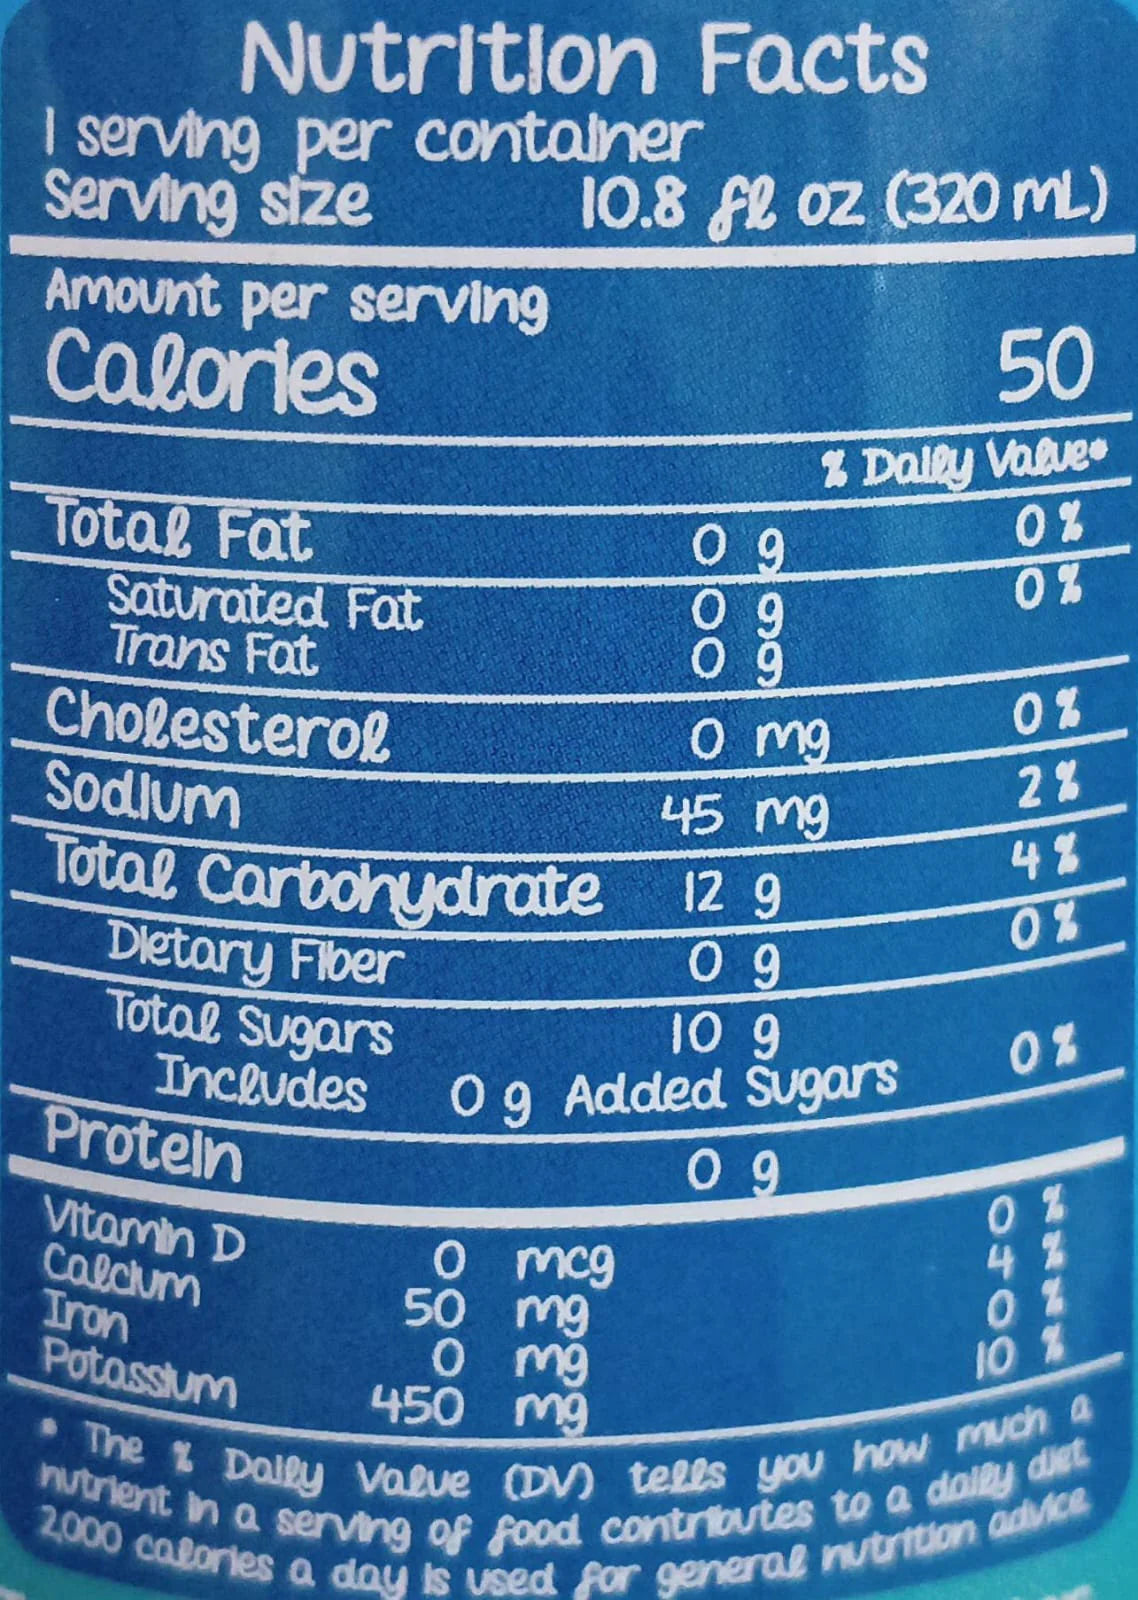 Nutrition Facts
1 serving per container
Serving size 10.8 fl oz (320 mL)
Amount per serving
Calories 50
% Daily Value*
Total Fat 0 g 0 %
Saturated Fat 0 g 0 %
Trans Fat 0 g
Cholesterol 0 mg 0 %
Sodium 45 mg 2 %
Total Carbohydrate 12 g 4 %
Dietary Fiber 0 g 0 %
Total Sugars 10 g
Includes 0 g Added Sugars 0 %
Protein 0 g
Vitamin D 0 mcg 0 %
Calcium 50 mg 4 %
Iron 0 mg 0 %
Potassium 450 mg 10 %
* The % Daily Value (DV) tells you how much a
nutrient in a serving of food contributes to a daily diet.
2,000 calories a day is used for general nutrition advice.